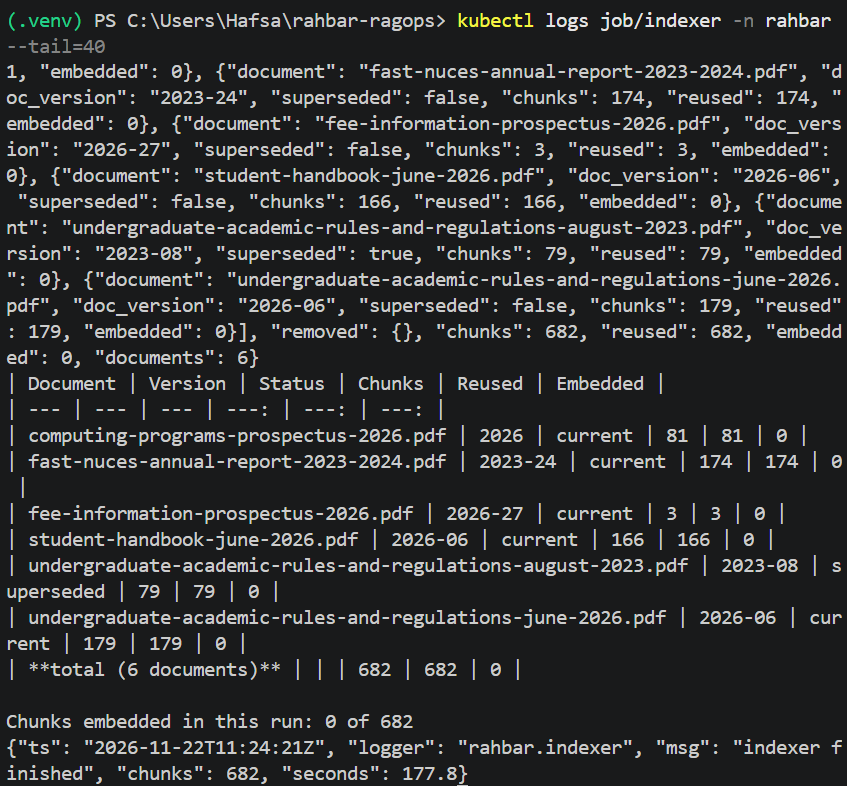 (.venv) PS C:\Users\Hafsa\rahbar-ragops> kubectl logs job/indexer -n rahbar
--tail=40
1, "embedded": 0}, {"document": "fast-nuces-annual-report-2023-2024.pdf", "d
oc_version": "2023-24", "superseded": false, "chunks": 174, "reused": 174, "
embedded": 0}, {"document": "fee-information-prospectus-2026.pdf", "doc_vers
ion": "2026-27", "superseded": false, "chunks": 3, "reused": 3, "embedded":
0}, {"document": "student-handbook-june-2026.pdf", "doc_version": "2026-06",
 "superseded": false, "chunks": 166, "reused": 166, "embedded": 0}, {"docume
nt": "undergraduate-academic-rules-and-regulations-august-2023.pdf", "doc_ve
rsion": "2023-08", "superseded": true, "chunks": 79, "reused": 79, "embedded
": 0}, {"document": "undergraduate-academic-rules-and-regulations-june-2026.
pdf", "doc_version": "2026-06", "superseded": false, "chunks": 179, "reused"
: 179, "embedded": 0}], "removed": {}, "chunks": 682, "reused": 682, "embedd
ed": 0, "documents": 6}
| Document | Version | Status | Chunks | Reused | Embedded |
| --- | --- | --- | ---: | ---: | ---: |
| computing-programs-prospectus-2026.pdf | 2026 | current | 81 | 81 | 0 |
| fast-nuces-annual-report-2023-2024.pdf | 2023-24 | current | 174 | 174 | 0
 |
| fee-information-prospectus-2026.pdf | 2026-27 | current | 3 | 3 | 0 |
| student-handbook-june-2026.pdf | 2026-06 | current | 166 | 166 | 0 |
| undergraduate-academic-rules-and-regulations-august-2023.pdf | 2023-08 | s
uperseded | 79 | 79 | 0 |
| undergraduate-academic-rules-and-regulations-june-2026.pdf | 2026-06 | cur
rent | 179 | 179 | 0 |
| **total (6 documents)** | | | 682 | 682 | 0 |

Chunks embedded in this run: 0 of 682
{"ts": "2026-11-22T11:24:21Z", "logger": "rahbar.indexer", "msg": "indexer f
inished", "chunks": 682, "seconds": 177.8}